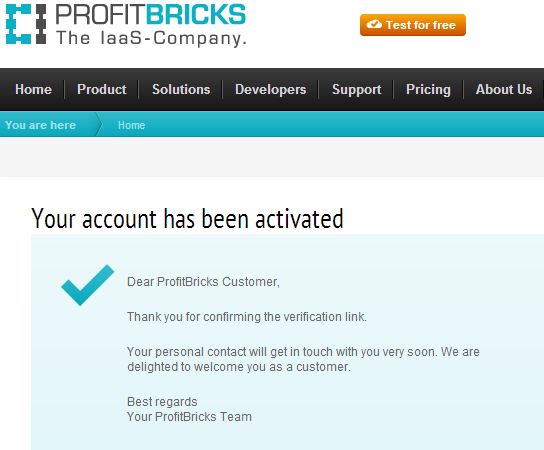 PROFITBRICKS
The IaaS-Company.
Test for free
Home Product Solutions Developers Support Pricing About Us
You are here Home
Your account has been activated
Dear ProfitBricks Customer,
Thank you for confirming the verification link.
Your personal contact will get in touch with you very soon. We are
delighted to welcome you as a customer.
Best regards
Your ProfitBricks Team